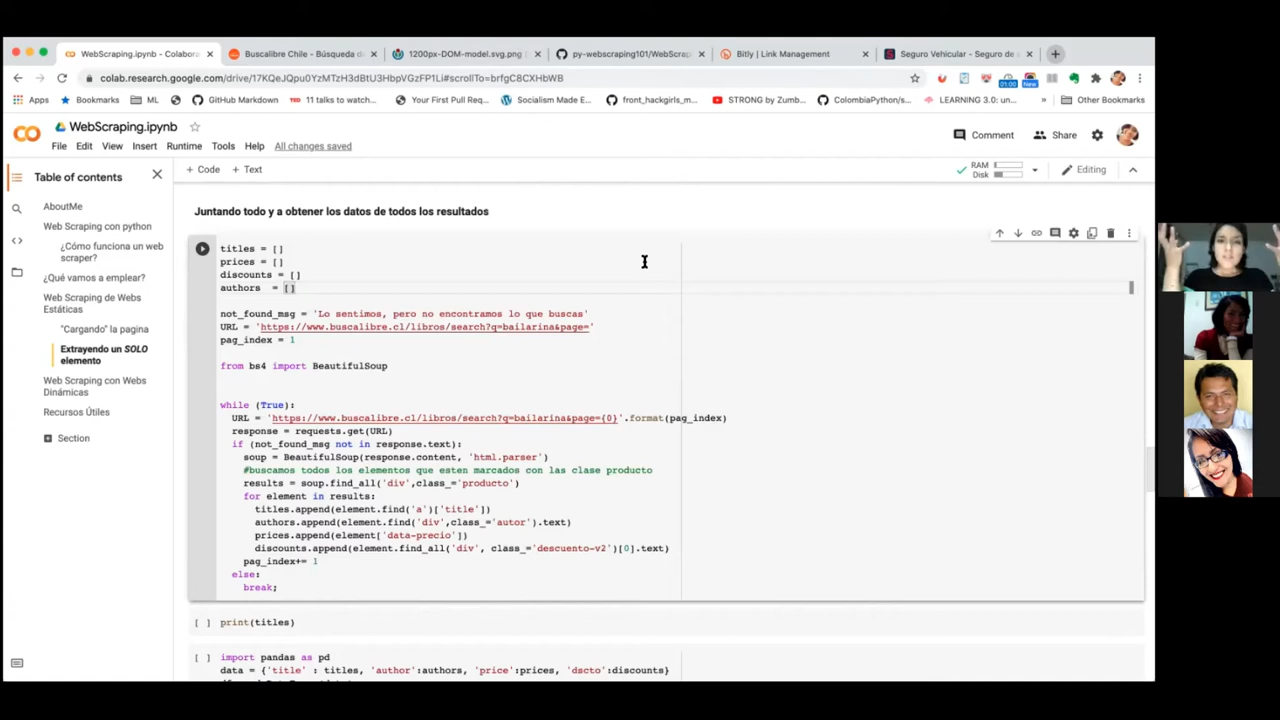 WebScraping.ipynb - Colabora
Buscalibre Chile - Búsqueda d
1200px-DOM-model.svg.png
py-webscraping101/WebScrap
Bitly | Link Management
Seguro Vehicular - Seguro de a
colab.research.google.com/drive/17KQeJQpu0YzMTzH3dBtU3HbpVGzFP1Li#scrollTo=brfgC8CXHbWB
01:00
New
Apps
Bookmarks
ML
GitHub Markdown
TED 11 talks to watch...
Your First Pull Req...
Socialism Made E...
front_hackgirls_m...
STRONG by Zumb...
ColombiaPython/s...
LEARNING 3.0: un...
»
Other Bookmarks
WebScraping.ipynb
Comment
Share
File Edit View Insert Runtime Tools Help All changes saved
+ Code + Text
RAM
Disk
Editing
Table of contents
AboutMe
Web Scraping con python
¿Cómo funciona un web
scraper?
¿Qué vamos a emplear?
Web Scraping de Webs
Estáticas
"Cargando" la pagina
Extrayendo un SOLO
elemento
Web Scraping con Webs
Dinámicas
Recursos Útiles
Section
Juntando todo y a obtener los datos de todos los resultados
titles = []
prices = []
discounts = []
authors  = []
not_found_msg = 'Lo sentimos, pero no encontramos lo que buscas'
URL = 'https://www.buscalibre.cl/libros/search?q=bailarina&page='
pag_index = 1
from bs4 import BeautifulSoup
while (True):
URL = 'https://www.buscalibre.cl/libros/search?q=bailarina&page={0}'.format(pag_index)
response = requests.get(URL)
if (not_found_msg not in response.text):
soup = BeautifulSoup(response.content, 'html.parser')
#buscamos todos los elementos que esten marcados con las clase producto
results = soup.find_all('div',class_='producto')
for element in results:
titles.append(element.find('a')['title'])
authors.append(element.find('div',class_='autor').text)
prices.append(element['data-precio'])
discounts.append(element.find_all('div', class_='descuento-v2')[0].text)
pag_index+= 1
else:
break;
[ ] print(titles)
[ ] import pandas as pd
data = {'title' : titles, 'author':authors, 'price':prices, 'dscto':discounts}